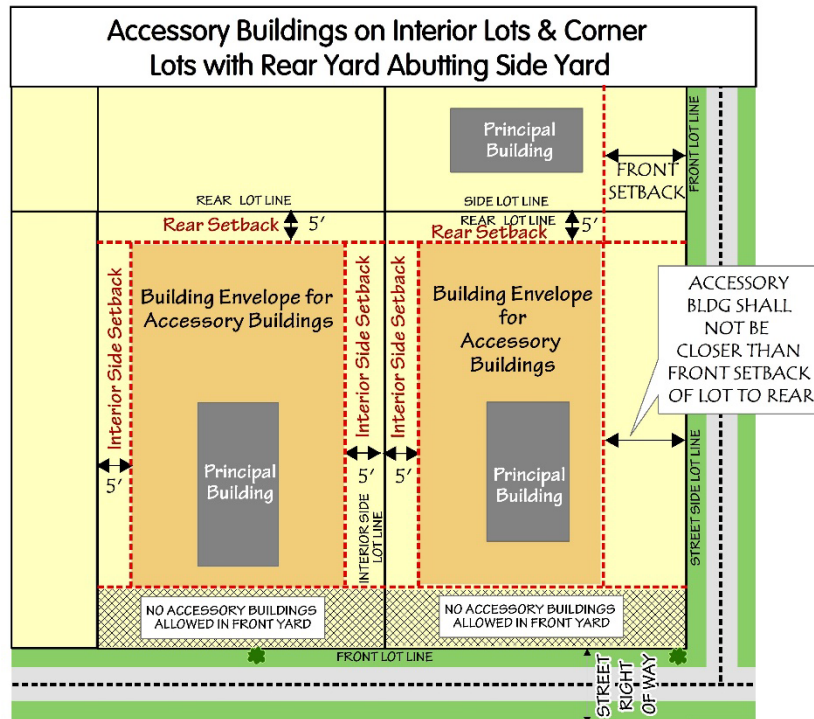 Accessory Buildings on Interior Lots & Corner
Lots with Rear Yard Abutting Side Yard
Principal
Building
FRONT
SETBACK
FRONT LOT LINE
REAR LOT LINE
SIDE LOT LINE
Rear Setback
5'
REAR LOT LINE
Rear Setback
5'
Interior Side Setback
5'
Building Envelope for
Accessory Buildings
Principal
Building
Interior Side Setback
5'
INTERIOR SIDE
LOT LINE
Interior Side Setback
5'
Building Envelope
for
Accessory
Buildings
Principal
Building
ACCESSORY
BLDG SHALL
NOT BE
CLOSER THAN
FRONT SETBACK
OF LOT TO REAR
STREET SIDE LOT LINE
NO ACCESSORY BUILDINGS
ALLOWED IN FRONT YARD
NO ACCESSORY BUILDINGS
ALLOWED IN FRONT YARD
FRONT LOT LINE
STREET
RIGHT
OF WAY